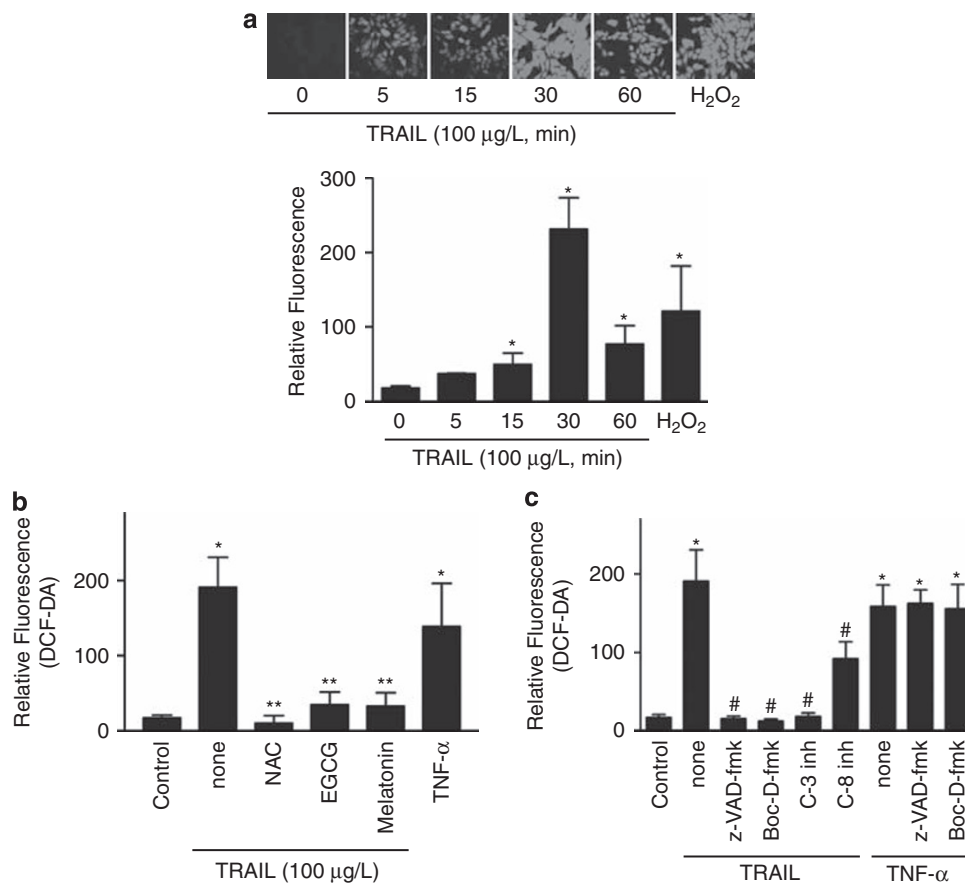 a
0 5 15 30 60 H₂O₂
TRAIL (100 μg/L, min)
Relative Fluorescence
300
200
100
0
* * * *
0 5 15 30 60 H₂O₂
TRAIL (100 μg/L, min)
b
Relative Fluorescence
(DCF-DA)
200
100
0
* ** ** ** *
Control none NAC EGCG Melatonin TNF-α
TRAIL (100 μg/L)
c
Relative Fluorescence
(DCF-DA)
200
100
0
* # # # # * * *
Control none z-VAD-fmk Boc-D-fmk C-3 inh C-8 inh none z-VAD-fmk Boc-D-fmk
TRAIL TNF-α